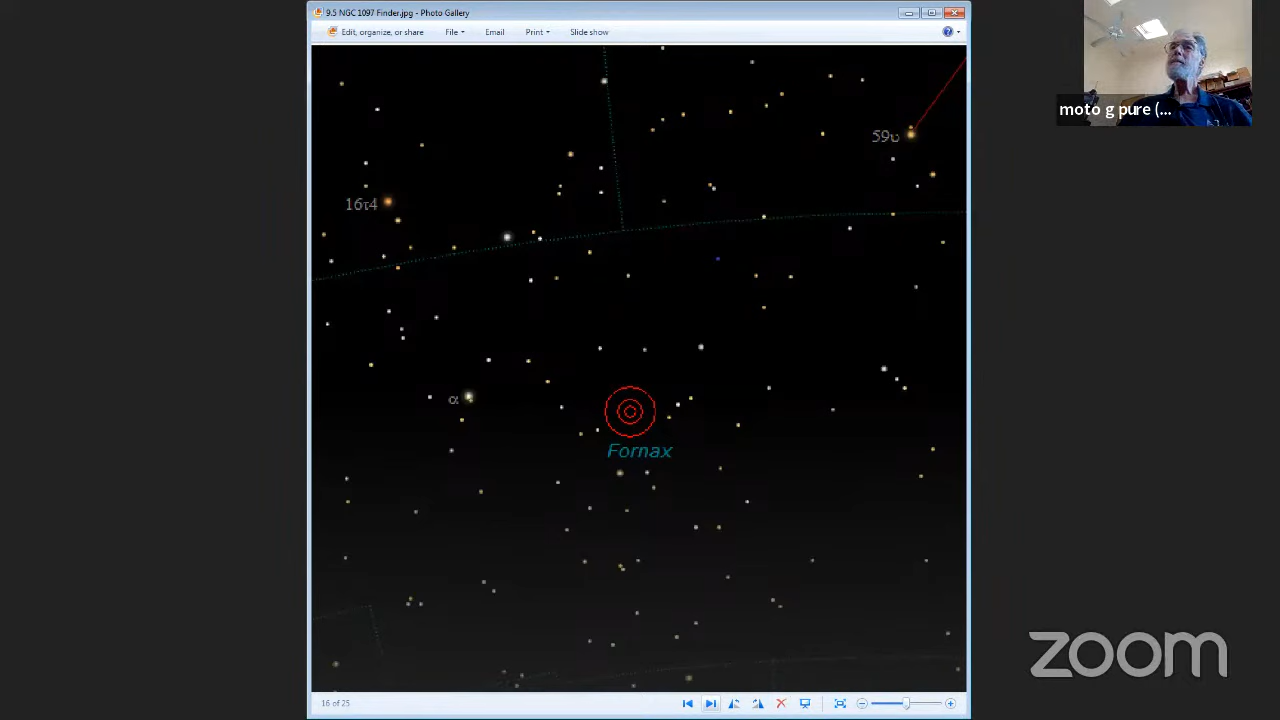 9.5 NGC 1097 Finder.jpg - Photo Gallery
Edit, organize, or share File Email Print Slide show
moto g pure (...
59υ
16τ4
α
Fornax
16 of 25
zoom